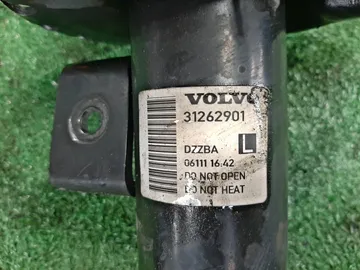 VOLVO
31262901
DZZBA L
06111 16.42
DO NOT OPEN
DO NOT HEAT